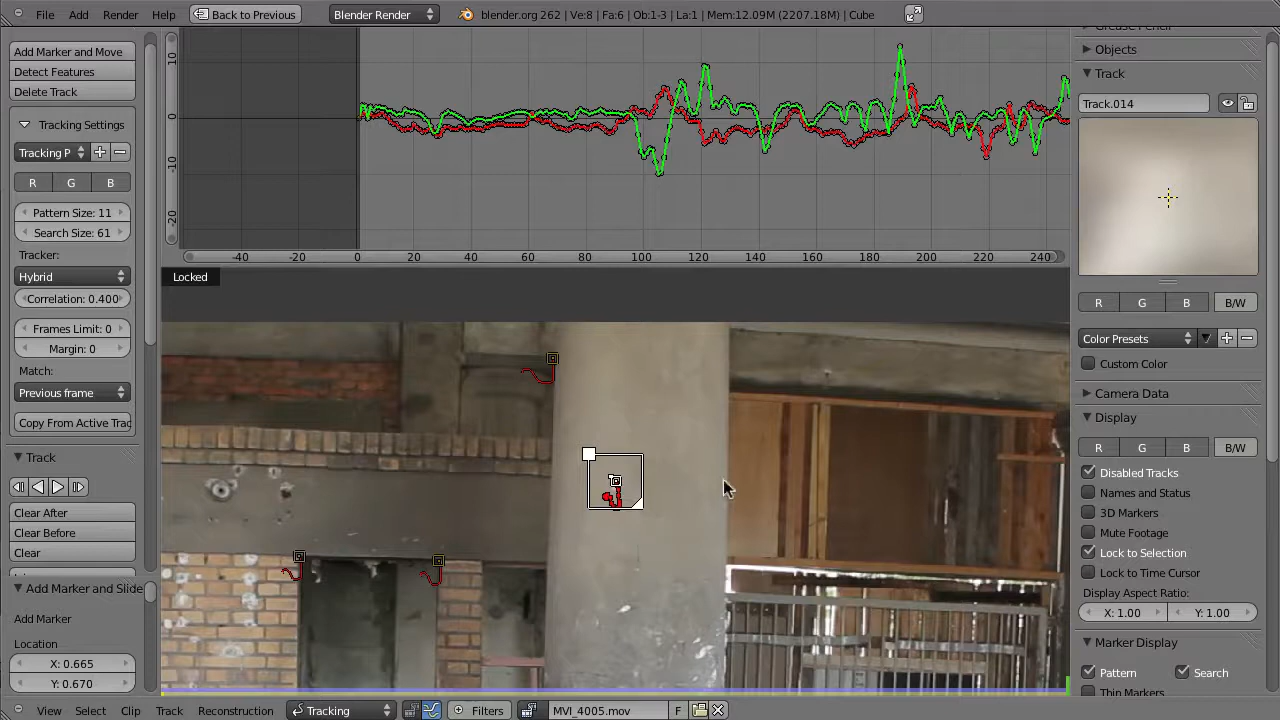 File Add Render Help Back to Previous Blender Render blender.org 262 | Ve:8 | Fa:6 | Ob:1-3 | La:1 | Mem:12.09M (2207.18M) | Cube
Add Marker and Move
Detect Features
Delete Track
Tracking Settings
Tracking P
R G B
Pattern Size: 11
Search Size: 61
Tracker:
Hybrid
Correlation: 0.400
Frames Limit: 0
Margin: 0
Match:
Previous frame
Copy From Active Trac
Track
Clear After
Clear Before
Clear
Add Marker and Slide
Add Marker
Location
X: 0.665
Y: 0.670
10
0
-10
-20
-40 -20 0 20 40 60 80 100 120 140 160 180 200 220 240
Locked
Objects
Track
Track.014
R G B B/W
Color Presets
Custom Color
Camera Data
Display
R G B B/W
Disabled Tracks
Names and Status
3D Markers
Mute Footage
Lock to Selection
Lock to Time Cursor
Display Aspect Ratio:
X: 1.00 Y: 1.00
Marker Display
Pattern Search
Thin Markers
View Select Clip Track Reconstruction Tracking Filters MVI_4005.mov F